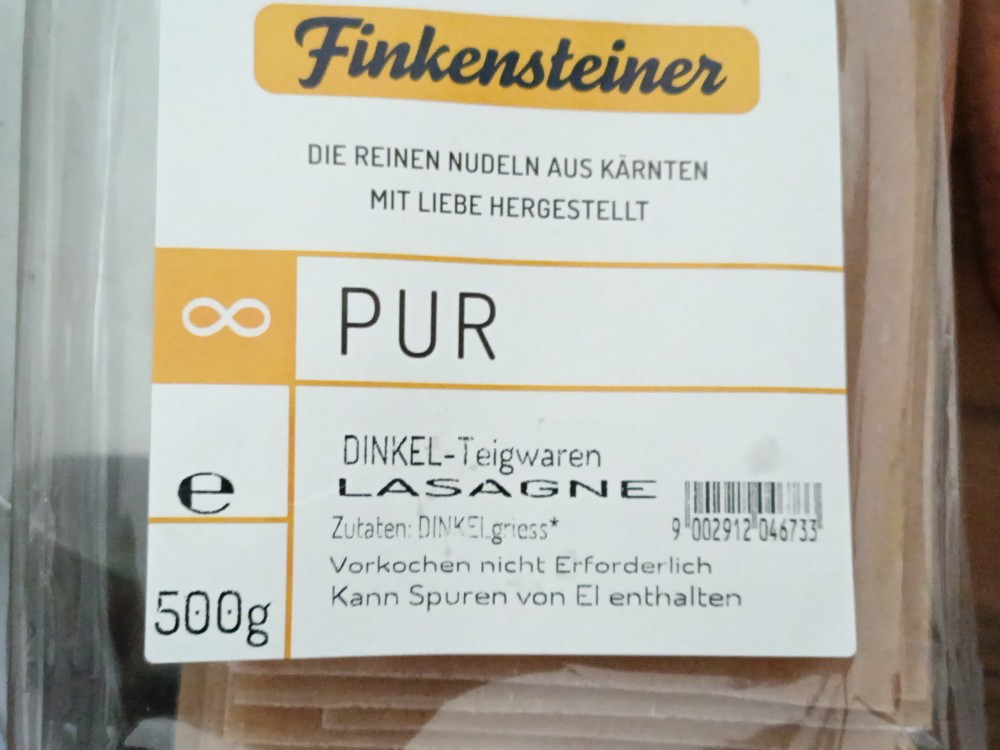 Finkensteiner
DIE REINEN NUDELN AUS KÄRNTEN
MIT LIEBE HERGESTELLT
∞ PUR
DINKEL-Teigwaren
LASAGNE
Zutaten: DINKELgriess*
Vorkochen nicht Erforderlich
Kann Spuren von EI enthalten
9 002912 046733
e
500g